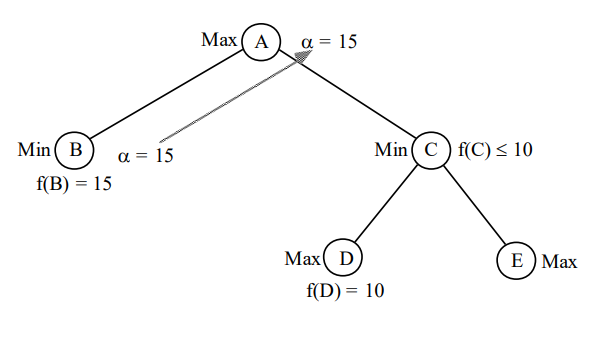 Max A α = 15
Min B α = 15
f(B) = 15
Min C f(C) ≤ 10
Max D
f(D) = 10
E Max